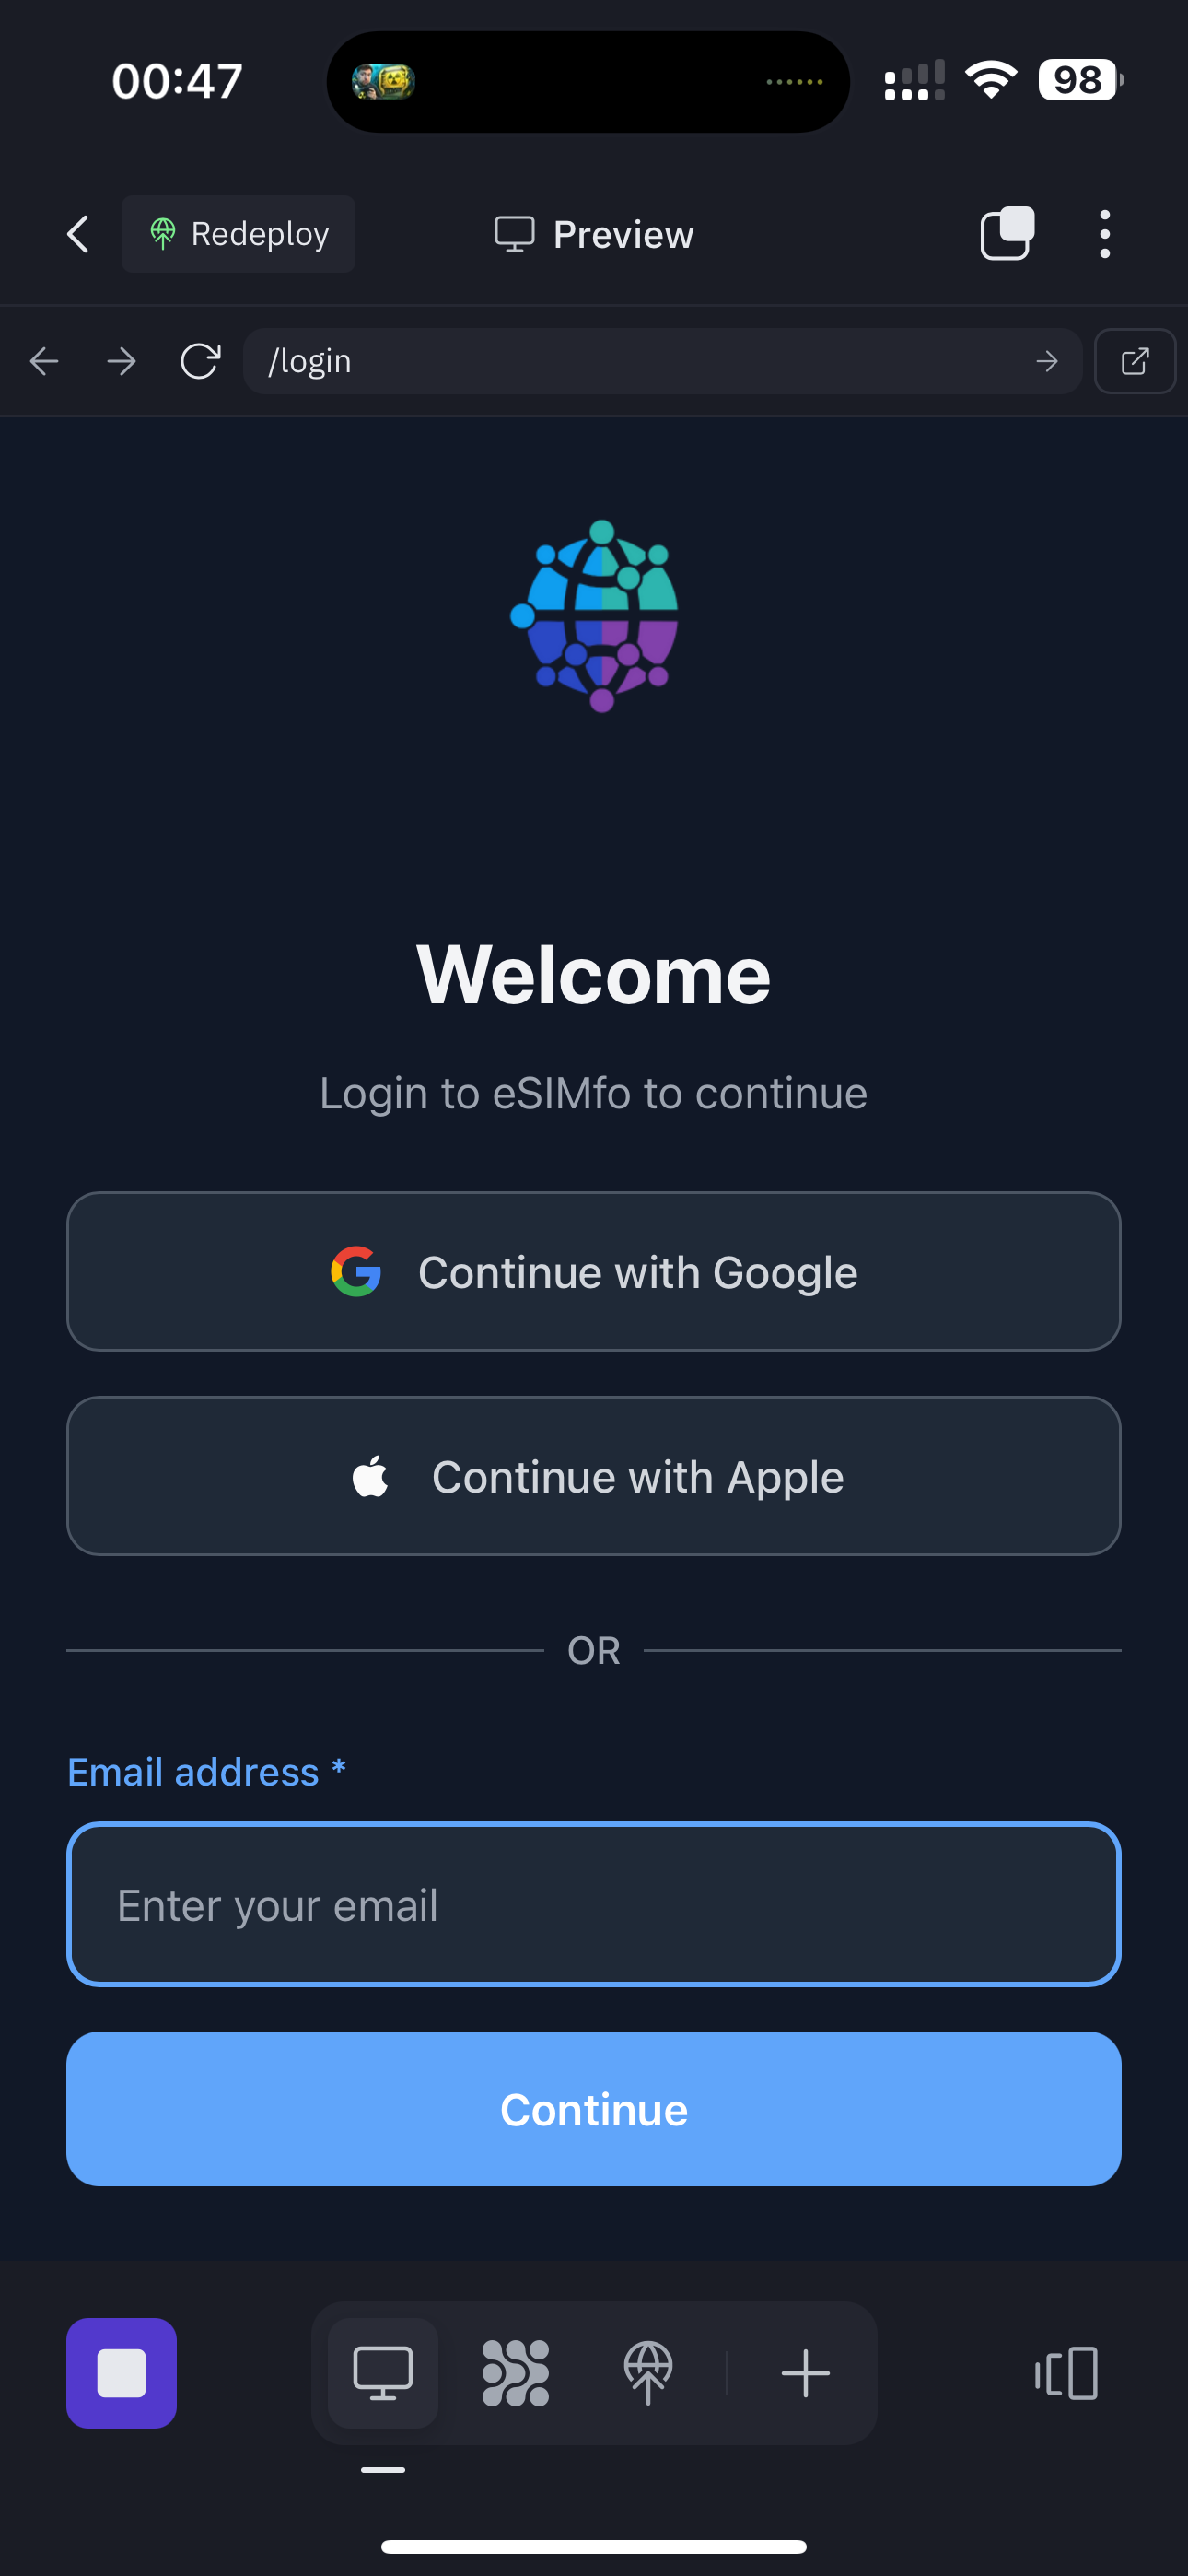 00:47
98
Redeploy
Preview
/login
Welcome
Login to eSIMfo to continue
Continue with Google
Continue with Apple
OR
Email address *
Enter your email
Continue